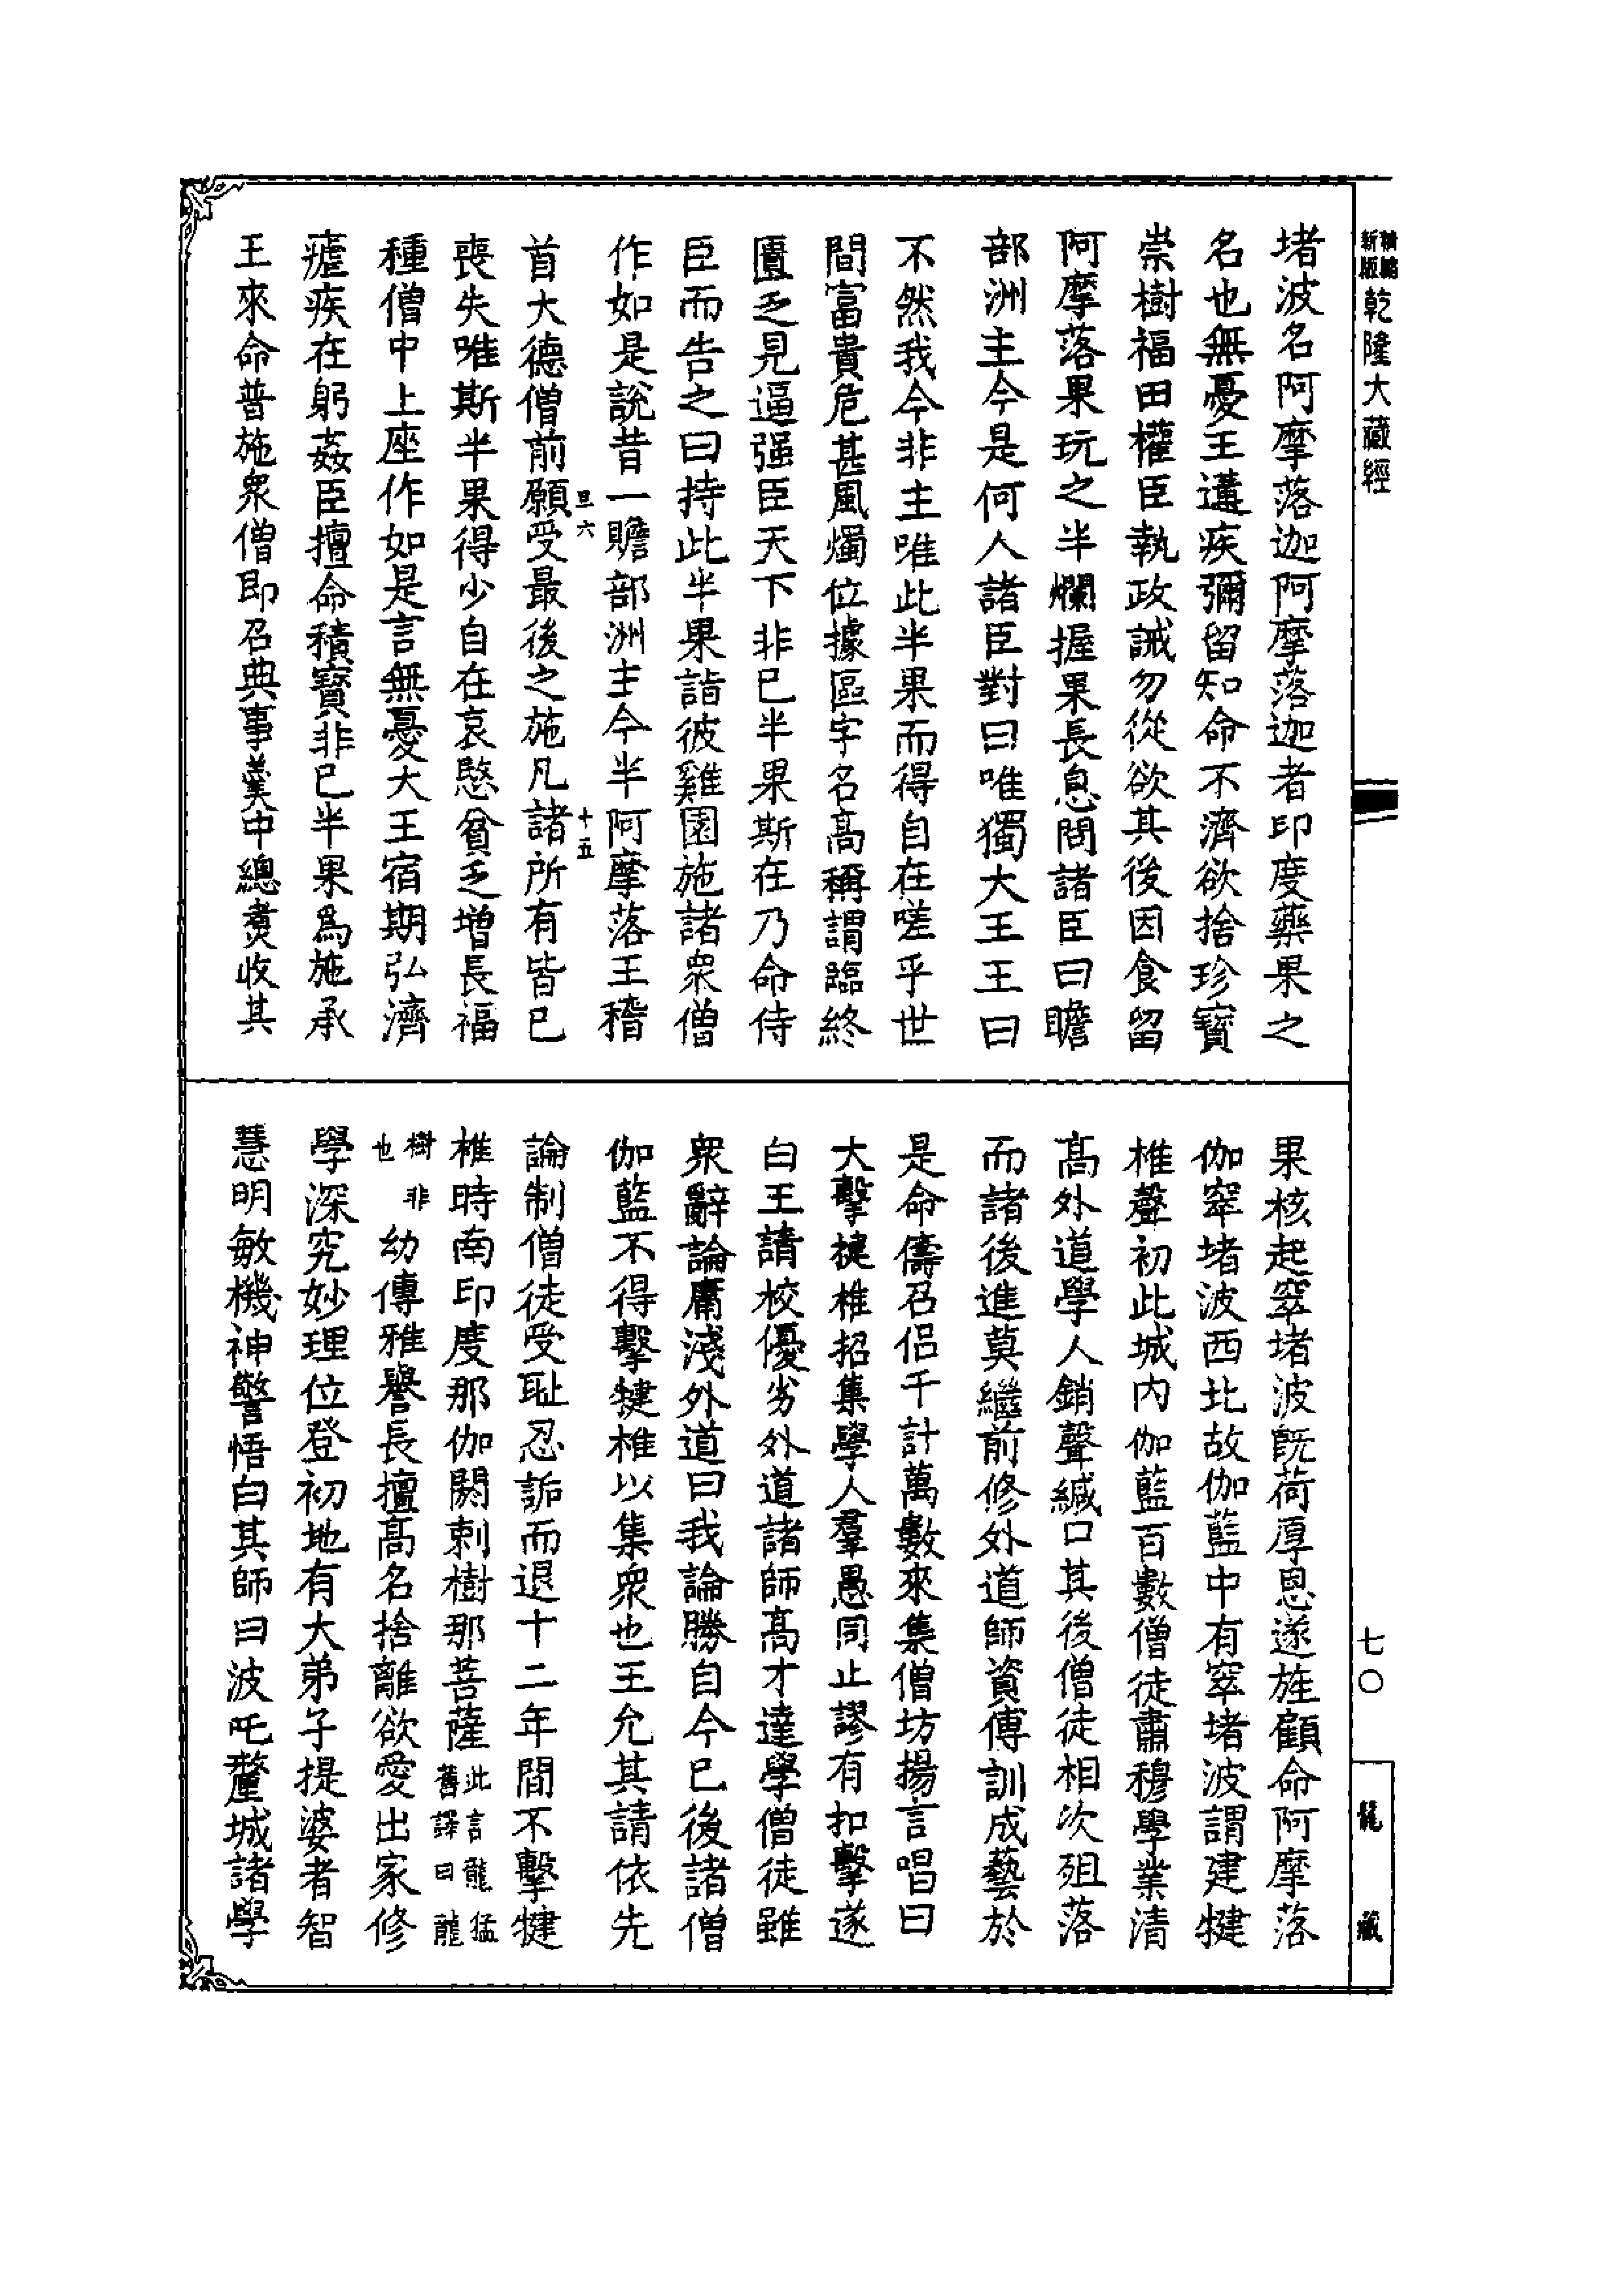 新編
新版
乾隆大藏經
七〇
龍藏
堵波名阿摩落迦阿摩落迦者印度藥果之
名也無憂王遘疾彌留知命不濟欲捨珍寶
崇樹福田權臣執政誡勿從欲其後因食留
阿摩落果玩之半爛握果長息問諸臣曰贍
部洲主今是何人諸臣對曰唯獨大王王曰
不然我今非主唯此半果而得自在嗟乎世
間富貴危甚風燭位據區宇名高稱謂臨終
匱乏見逼强臣天下非己半果斯在乃命侍
臣而告之曰持此半果詣彼雞園施諸衆僧
作如是說昔一贍部洲主今半阿摩落王稽
旦六
十五
首大德僧前願受最後之施凡諸所有皆已
喪失唯斯半果得少自在哀愍貧乏增長福
種僧中上座作如是言無憂大王宿期弘濟
瘧疾在躬姦臣擅命積寶非己半果爲施承
王來命普施衆僧即召典事羹中總煑收其
果核起窣堵波旣荷厚恩遂旌顧命阿摩落
伽窣堵波西北故伽藍中有窣堵波謂建犍
椎聲初此城內伽藍百數僧徒肅穆學業清
高外道學人銷聲緘口其後僧徒相次殂落
而諸後進莫繼前修外道師資傳訓成藝於
是命儔召侣千計萬數來集僧坊揚言唱曰
大擊揵椎招集學人羣愚同止謬有扣擊遂
白王請校優劣外道諸師高才達學僧徒雖
衆辭論庸淺外道曰我論勝自今已後諸僧
伽藍不得擊犍椎以集衆也王允其請依先
論制僧徒受耻忍詬而退十二年間不擊犍
椎時南印度那伽閼剌樹那菩薩此言龍猛舊譯曰龍
樹非也幼傳雅譽長擅高名捨離欲愛出家修
學深究妙理位登初地有大弟子提婆者智
慧明敏機神警悟白其師曰波吒釐城諸學